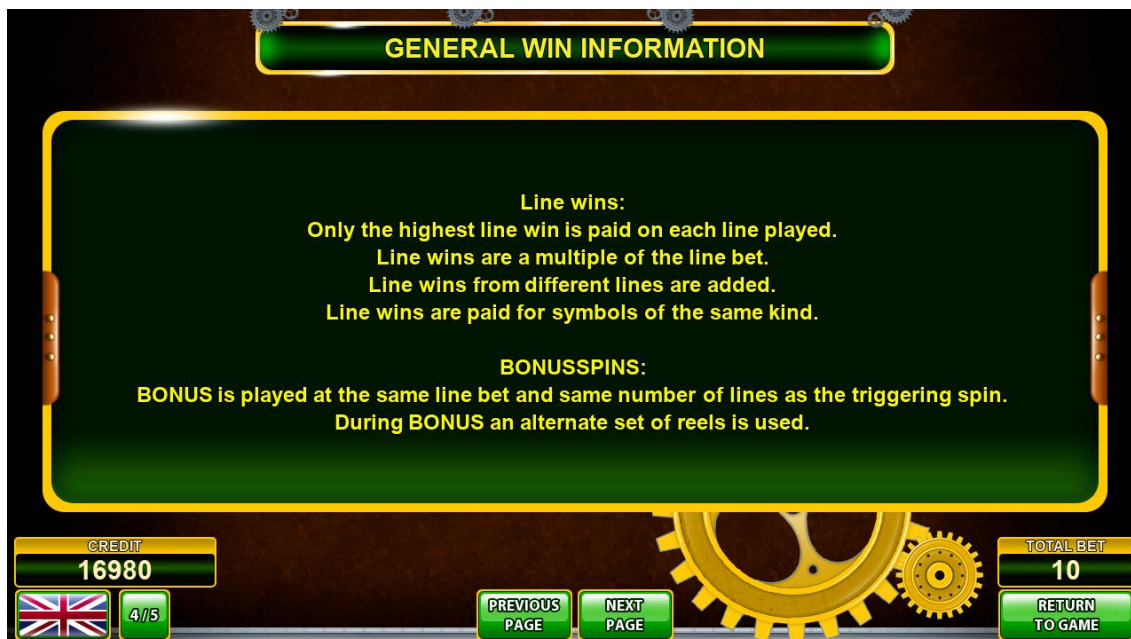 GENERAL WIN INFORMATION
Line wins:
Only the highest line win is paid on each line played.
Line wins are a multiple of the line bet.
Line wins from different lines are added.
Line wins are paid for symbols of the same kind.
BONUSSPINS:
BONUS is played at the same line bet and same number of lines as the triggering spin.
During BONUS an alternate set of reels is used.
CREDIT
16980
4/5
PREVIOUS
PAGE
NEXT
PAGE
TOTAL BET
10
RETURN
TO GAME